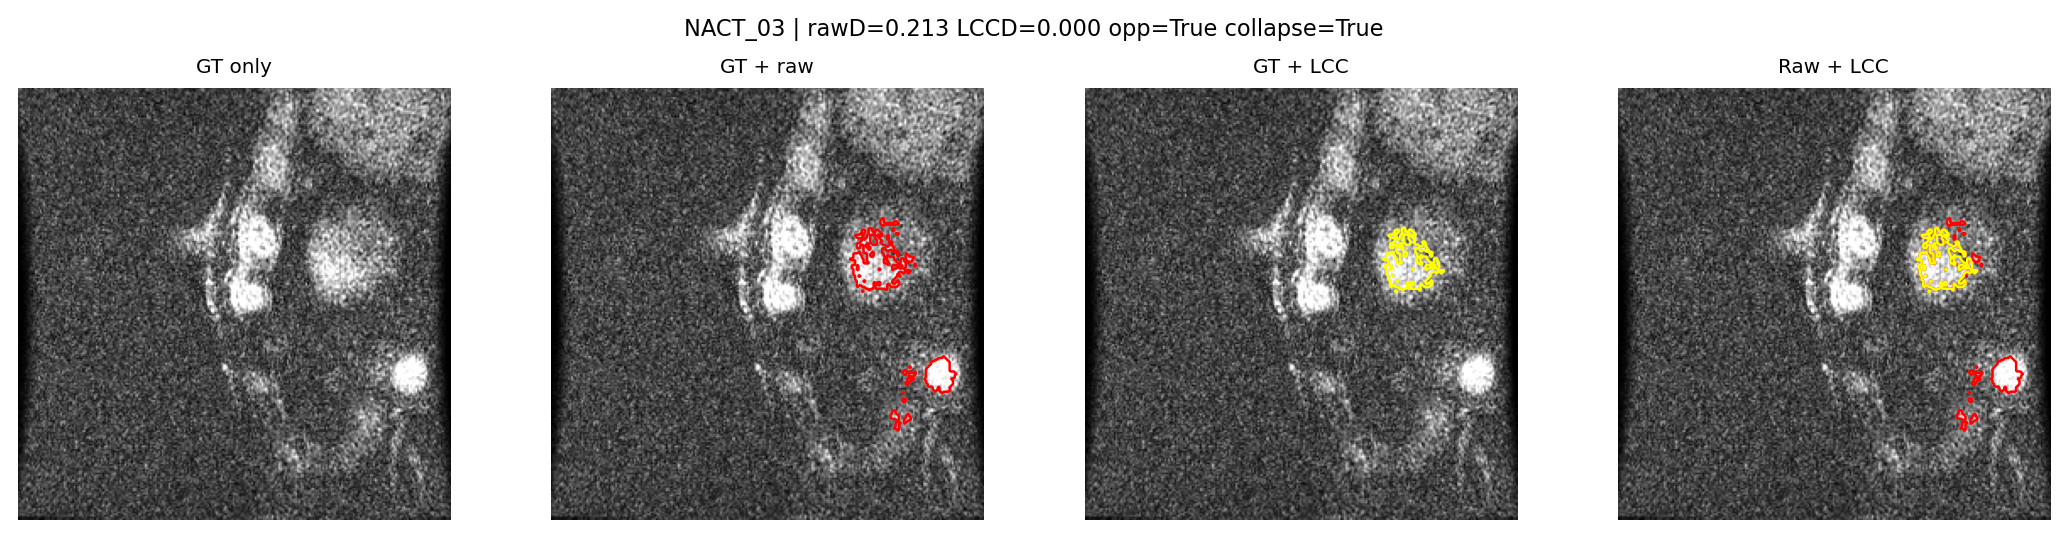 NACT_03 | rawD=0.213 LCCD=0.000 opp=True collapse=True
GT only
GT + raw
GT + LCC
Raw + LCC